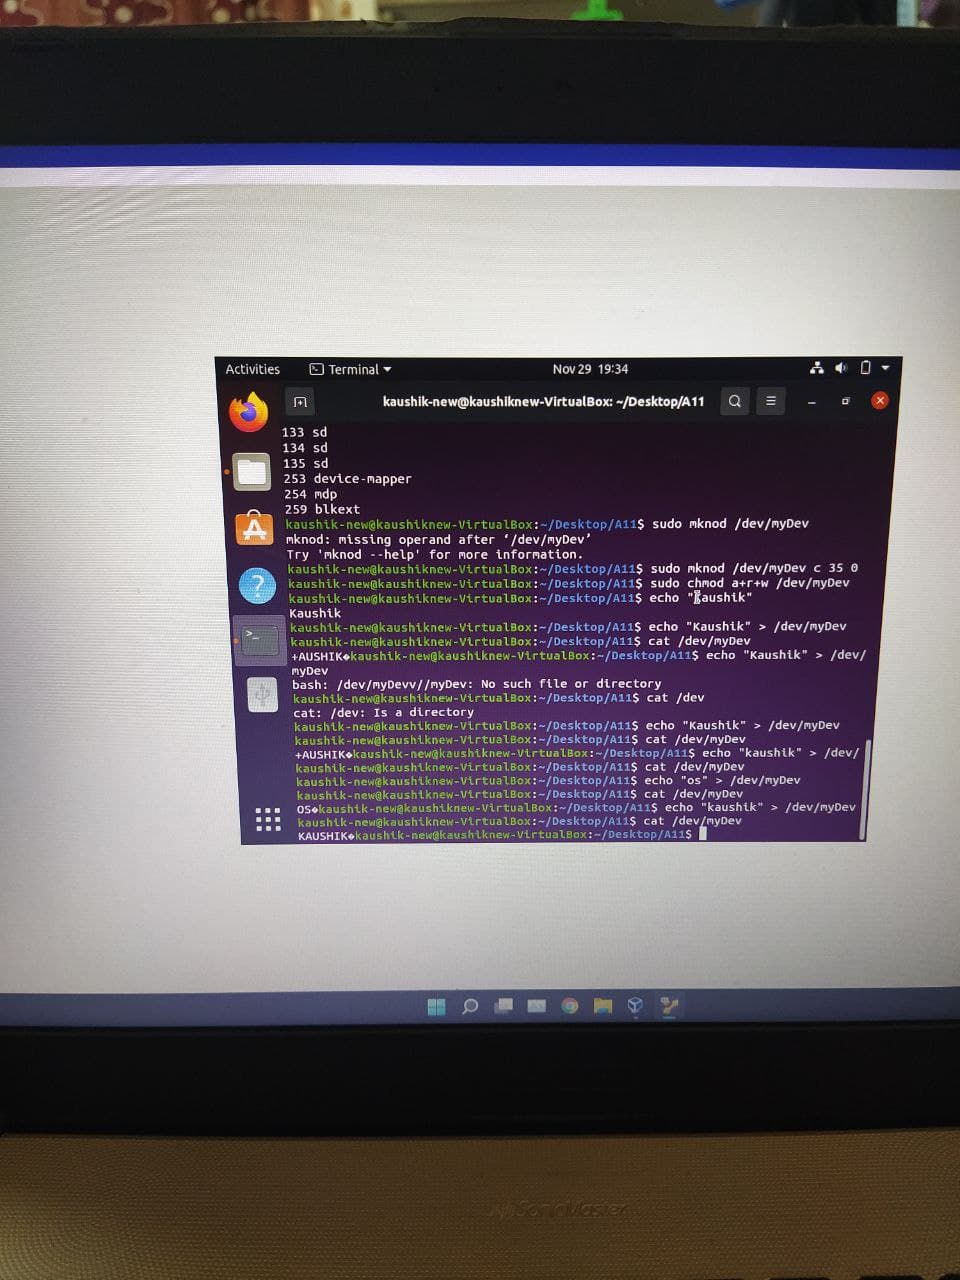 Activities Terminal Nov 29 19:34
kaushik-new@kaushiknew-VirtualBox: ~/Desktop/A11
133 sd
134 sd
135 sd
253 device-mapper
254 mdp
259 blkext
kaushik-new@kaushiknew-VirtualBox:~/Desktop/A11$ sudo mknod /dev/myDev
mknod: missing operand after ‘/dev/myDev’
Try 'mknod --help' for more information.
kaushik-new@kaushiknew-VirtualBox:~/Desktop/A11$ sudo mknod /dev/myDev c 35 0
kaushik-new@kaushiknew-VirtualBox:~/Desktop/A11$ sudo chmod a+r+w /dev/myDev
kaushik-new@kaushiknew-VirtualBox:~/Desktop/A11$ echo "Kaushik"
Kaushik
kaushik-new@kaushiknew-VirtualBox:~/Desktop/A11$ echo "Kaushik" > /dev/myDev
kaushik-new@kaushiknew-VirtualBox:~/Desktop/A11$ cat /dev/myDev
+AUSHIK�kaushik-new@kaushiknew-VirtualBox:~/Desktop/A11$ echo "Kaushik" > /dev/
myDev
bash: /dev/myDevv//myDev: No such file or directory
kaushik-new@kaushiknew-VirtualBox:~/Desktop/A11$ cat /dev
cat: /dev: Is a directory
kaushik-new@kaushiknew-VirtualBox:~/Desktop/A11$ echo "Kaushik" > /dev/myDev
kaushik-new@kaushiknew-VirtualBox:~/Desktop/A11$ cat /dev/myDev
+AUSHIK�kaushik-new@kaushiknew-VirtualBox:~/Desktop/A11$ echo "kaushik" > /dev/
kaushik-new@kaushiknew-VirtualBox:~/Desktop/A11$ cat /dev/myDev
kaushik-new@kaushiknew-VirtualBox:~/Desktop/A11$ echo "os" > /dev/myDev
kaushik-new@kaushiknew-VirtualBox:~/Desktop/A11$ cat /dev/myDev
OS�kaushik-new@kaushiknew-VirtualBox:~/Desktop/A11$ echo "kaushik" > /dev/myDev
kaushik-new@kaushiknew-VirtualBox:~/Desktop/A11$ cat /dev/myDev
KAUSHIK�kaushik-new@kaushiknew-VirtualBox:~/Desktop/A11$
SonicMaster